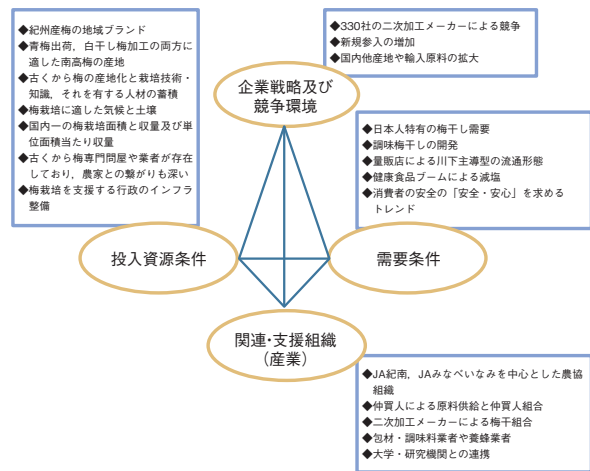 ◆紀州産梅の地域ブランド
◆青梅出荷，白干し梅加工の両方に
適した南高梅の産地
◆古くから梅の産地化と栽培技術・
知識，それを有する人材の蓄積
◆梅栽培に適した気候と土壌
◆国内一の梅栽培面積と収量及び単
位面積当たり収量
◆古くから梅専門問屋や業者が存在
しており，農家との繋がりも深い
◆梅栽培を支援する行政のインフラ
整備
◆330社の二次加工メーカーによる競争
◆新規参入の増加
◆国内他産地や輸入原料の拡大
企業戦略及び
競争環境
◆日本人特有の梅干し需要
◆調味梅干しの開発
◆量販店による川下主導型の流通形態
◆健康食品ブームによる減塩
◆消費者の安全の「安全・安心」を求める
トレンド
投入資源条件
需要条件
関連・支援組織
（産業）
◆JA紀南，JAみなべいなみを中心とした農協
組織
◆仲買人による原料供給と仲買人組合
◆二次加工メーカーによる梅干組合
◆包材・調味料業者や養蜂業者
◆大学・研究機関との連携